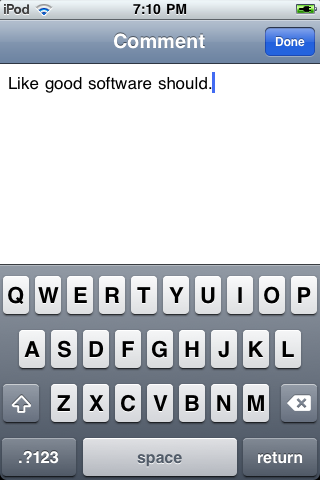 iPod 7:10 PM
Comment Done
Like good software should.
Q W E R T Y U I O P
A S D F G H J K L
Z X C V B N M
.?123 space return